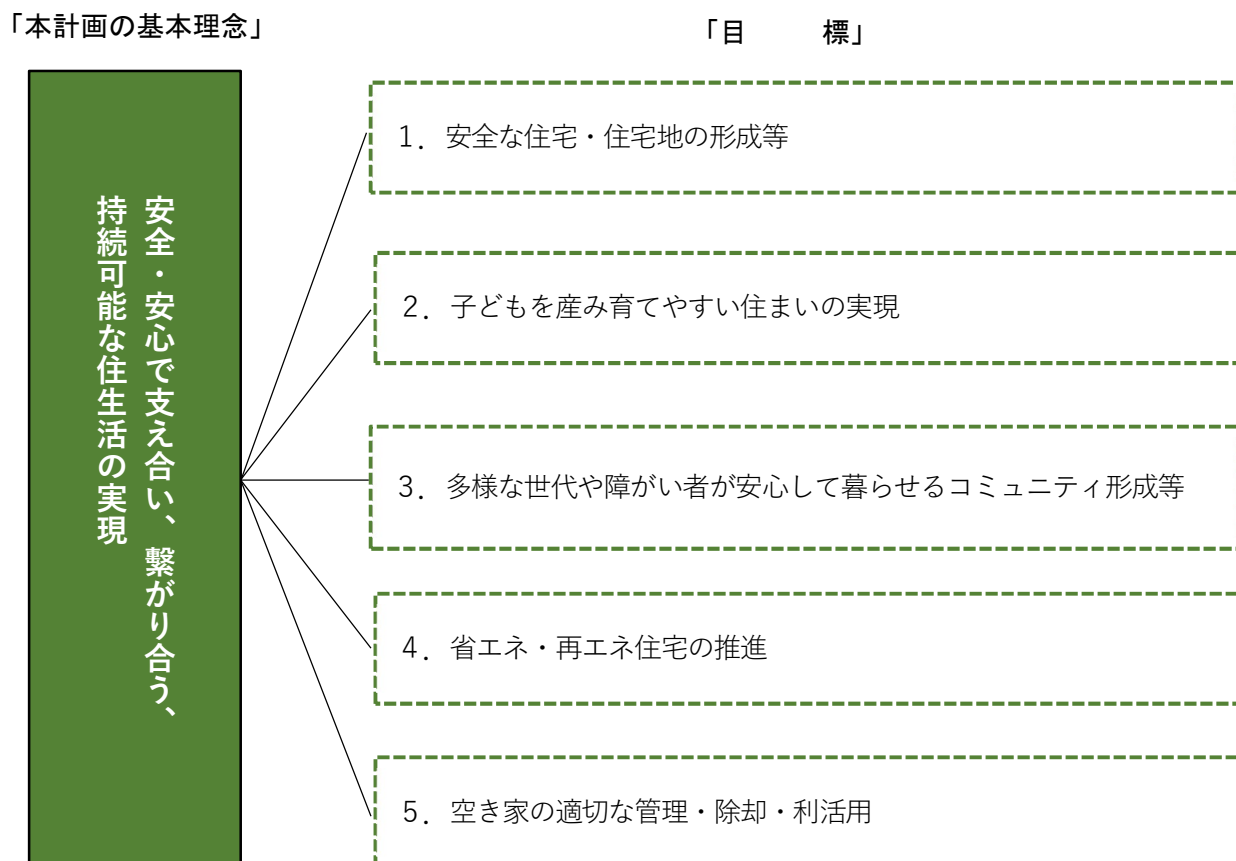 「本計画の基本理念」
「目　　標」
安全・安心で支え合い、繋がり合う、
持続可能な住生活の実現
1．安全な住宅・住宅地の形成等
2．子どもを産み育てやすい住まいの実現
3．多様な世代や障がい者が安心して暮らせるコミュニティ形成等
4．省エネ・再エネ住宅の推進
5．空き家の適切な管理・除却・利活用